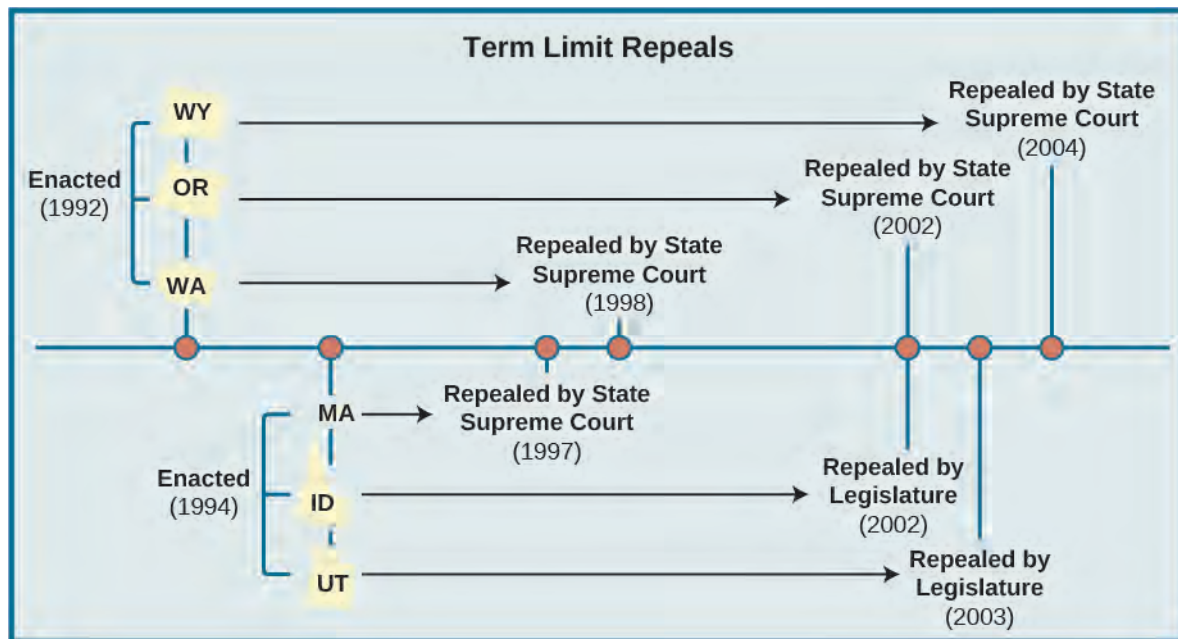 Term Limit Repeals
WY
OR
WA
Enacted
(1992)
Repealed by State
Supreme Court
(2004)
Repealed by State
Supreme Court
(2002)
Repealed by State
Supreme Court
(1998)
MA
ID
UT
Enacted
(1994)
Repealed by State
Supreme Court
(1997)
Repealed by
Legislature
(2002)
Repealed by
Legislature
(2003)